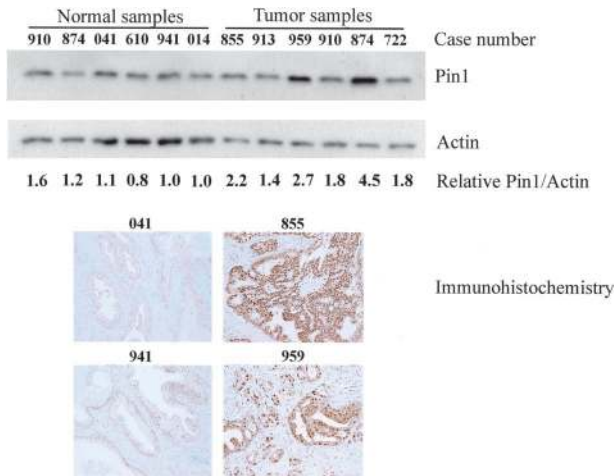 Normal samples Tumor samples
910 874 041 610 941 014 855 913 959 910 874 722 Case number
Pin1
Actin
1.6 1.2 1.1 0.8 1.0 1.0 2.2 1.4 2.7 1.8 4.5 1.8 Relative Pin1/Actin
041 855
Immunohistochemistry
941 959